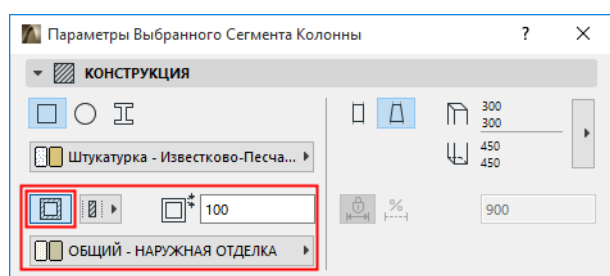 Параметры Выбранного Сегмента Колонны ?
КОНСТРУКЦИЯ
300
300
Штукатурка - Известково-Песча...
450
450
100
%
900
ОБЩИЙ - НАРУЖНАЯ ОТДЕЛКА